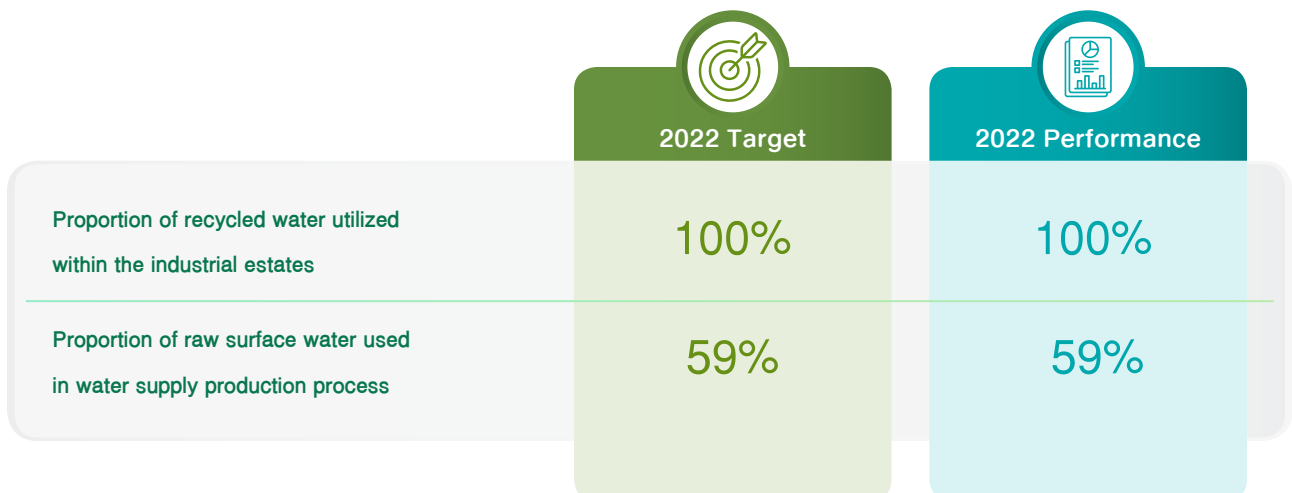 2022 Target
2022 Performance
Proportion of recycled water utilized
within the industrial estates
100%
100%
Proportion of raw surface water used
in water supply production process
59%
59%